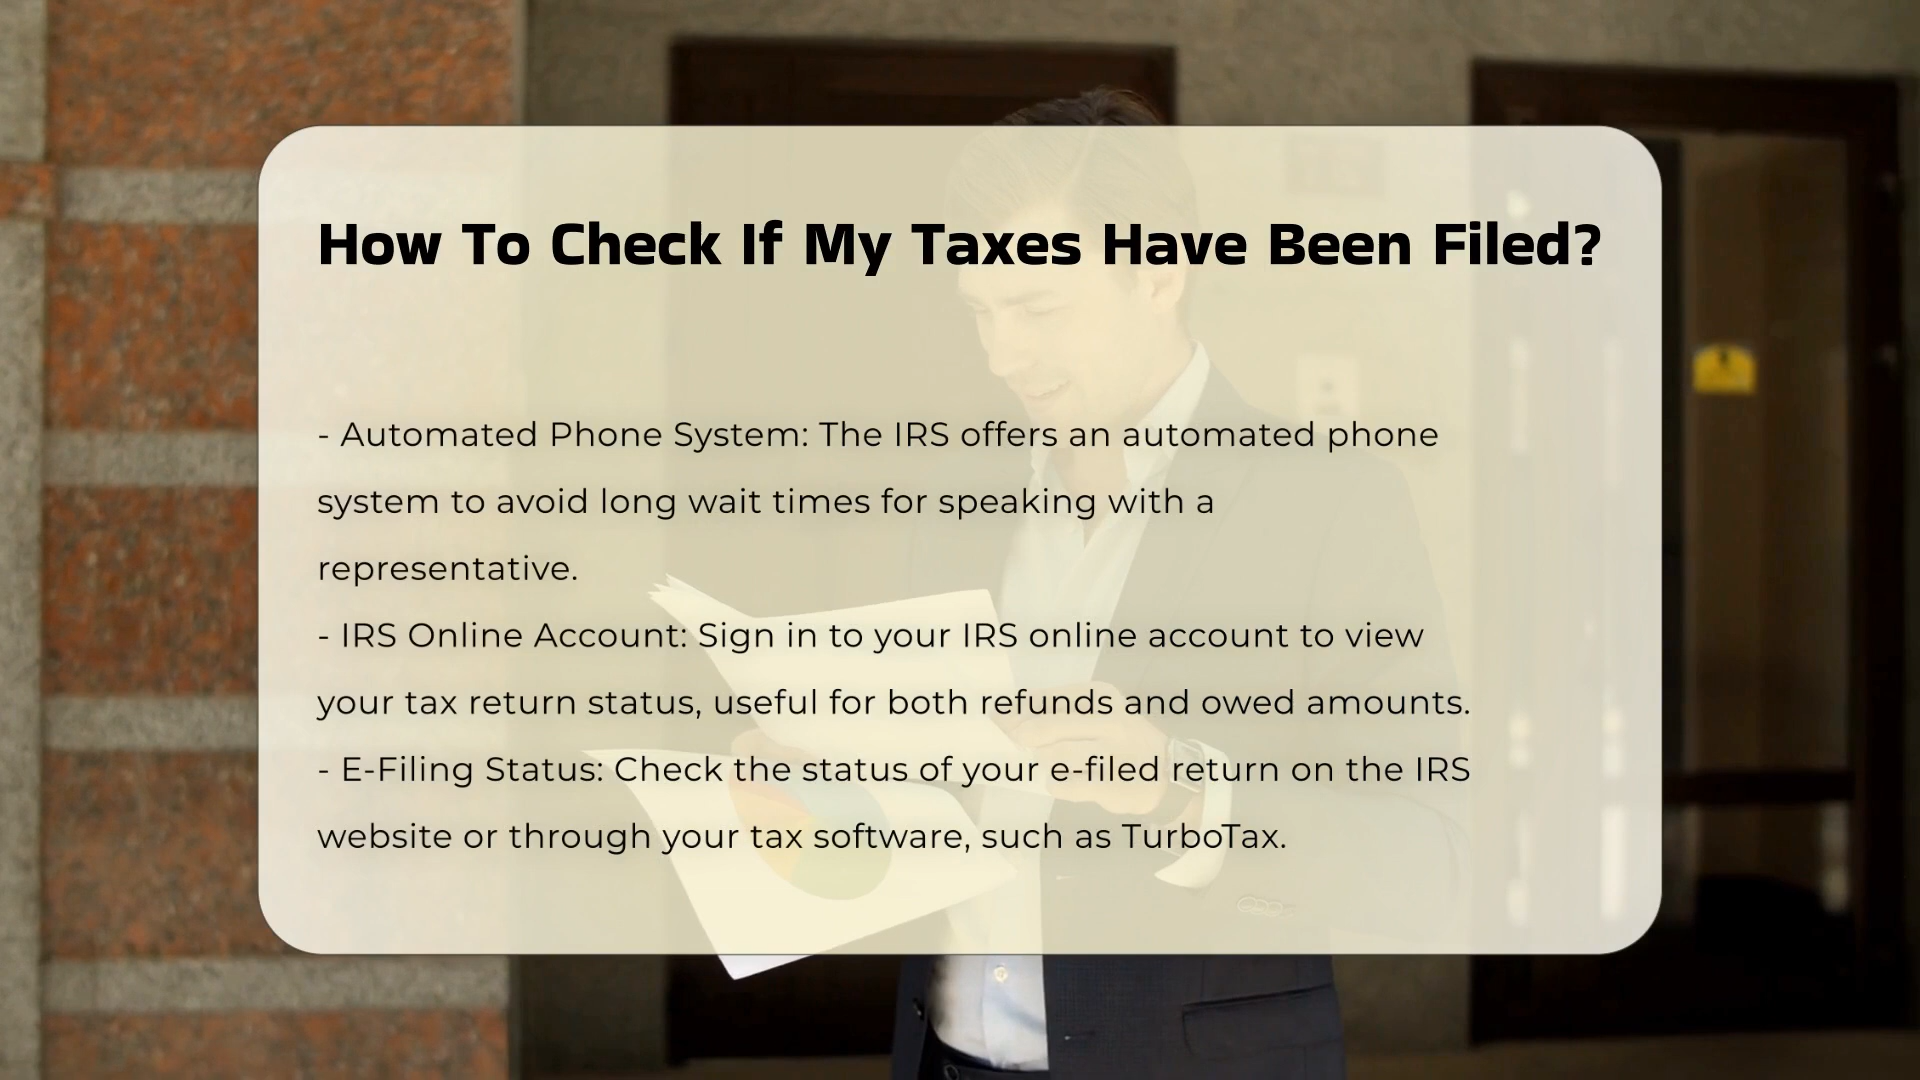 How To Check If My Taxes Have Been Filed?
- Automated Phone System: The IRS offers an automated phone
system to avoid long wait times for speaking with a
representative.
- IRS Online Account: Sign in to your IRS online account to view
your tax return status, useful for both refunds and owed amounts.
- E-Filing Status: Check the status of your e-filed return on the IRS
website or through your tax software, such as TurboTax.